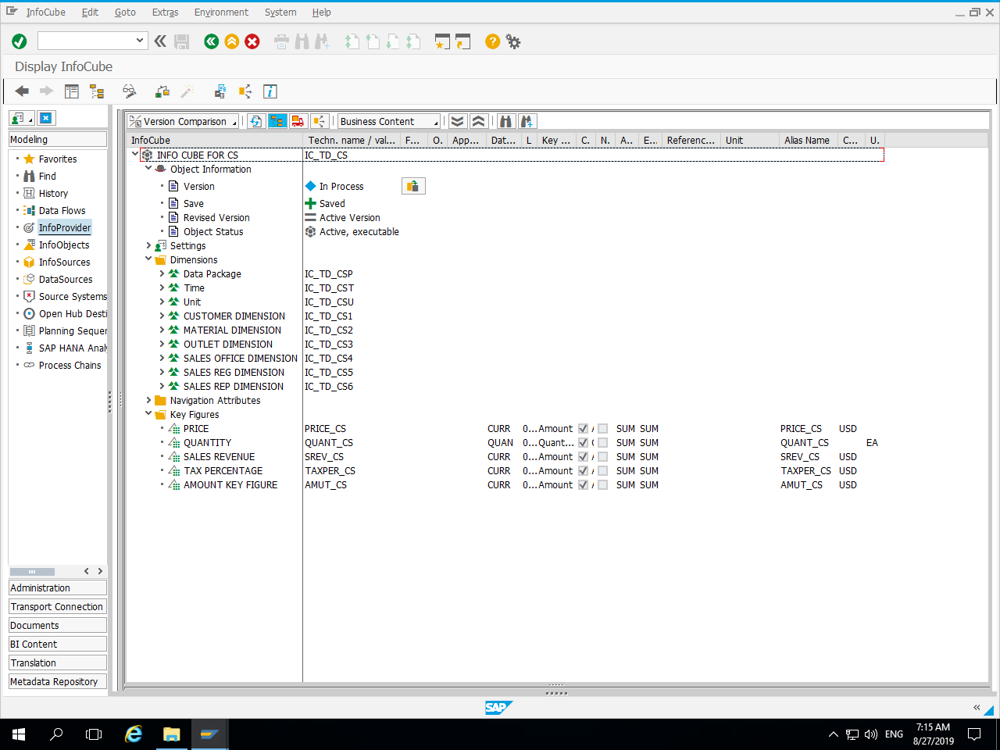 InfoCube Edit Goto Extras Environment System Help
Display InfoCube
Version Comparison Business Content
Modeling
Favorites
Find
History
Data Flows
InfoProvider
InfoObjects
InfoSources
DataSources
Source Systems
Open Hub Desti
Planning Sequer
SAP HANA Analy
Process Chains
Administration
Transport Connection
Documents
BI Content
Translation
Metadata Repository
InfoCube Techn. name / val... F... O. App... Dat... L Key ... C. N. A.. E... Referenc... Unit Alias Name C... U.
INFO CUBE FOR CS IC_TD_CS
Object Information
Version In Process
Save Saved
Revised Version Active Version
Object Status Active, executable
Settings
Dimensions
Data Package IC_TD_CSP
Time IC_TD_CST
Unit IC_TD_CSU
CUSTOMER DIMENSION IC_TD_CS1
MATERIAL DIMENSION IC_TD_CS2
OUTLET DIMENSION IC_TD_CS3
SALES OFFICE DIMENSION IC_TD_CS4
SALES REG DIMENSION IC_TD_CS5
SALES REP DIMENSION IC_TD_CS6
Navigation Attributes
Key Figures
PRICE PRICE_CS CURR 0... Amount SUM SUM PRICE_CS USD
QUANTITY QUANT_CS QUAN 0... Quant... SUM SUM QUANT_CS EA
SALES REVENUE SREV_CS CURR 0... Amount SUM SUM SREV_CS USD
TAX PERCENTAGE TAXPER_CS CURR 0... Amount SUM SUM TAXPER_CS USD
AMOUNT KEY FIGURE AMUT_CS CURR 0... Amount SUM SUM AMUT_CS USD
SAP
ENG
7:15 AM
8/27/2019